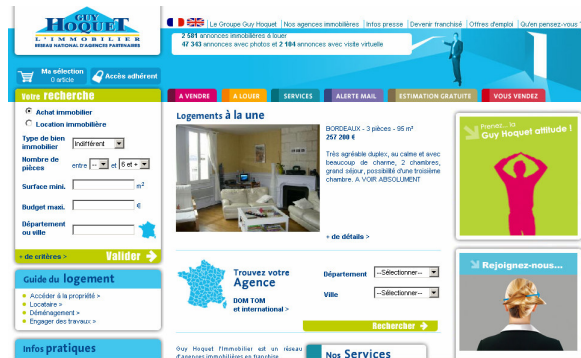 GUY
HOQUET
L'IMMOBILIER
RESEAU NATIONAL D'AGENCES PARTENAIRES
Le Groupe Guy Hoquet | Nos agences immobilières | Infos presse | Devenir franchisé | Offres d'emploi | Qu'en pensez-vous ?
2 581 annonces immobilières à louer
47 343 annonces avec photos et 2 104 annonces avec visite virtuelle
Ma sélection
0 article
Accès adhérent
A VENDRE
A LOUER
SERVICES
ALERTE MAIL
ESTIMATION GRATUITE
VOUS VENDEZ
Votre recherche
Achat immobilier
Location immobilière
Type de bien
immobilier
Indifférent
Nombre de
pièces
entre -- et 6 et +
Surface mini.
m²
Budget maxi.
€
Département
ou ville
+ de critères >
Valider
Logements à la une
BORDEAUX - 3 pièces - 95 m²
257 200 €
Très agréable duplex, au calme et avec
beaucoup de charme, 2 chambres,
grand séjour, possibilité d'une troisième
chambre. A VOIR ABSOLUMENT
+ de détails >
Prenez... la
Guy Hoquet attitude !
Guide du logement
Accéder à la propriété >
Locataire >
Déménagement >
Engager des travaux >
Trouvez votre
Agence
DOM TOM
et international >
Département
--Sélectionner--
Ville
--Sélectionner--
Rechercher
Rejoignez-nous...
Infos pratiques
Guy Hoquet l'Immobilier est un réseau
d'agences immobilières en franchise
Nos Services